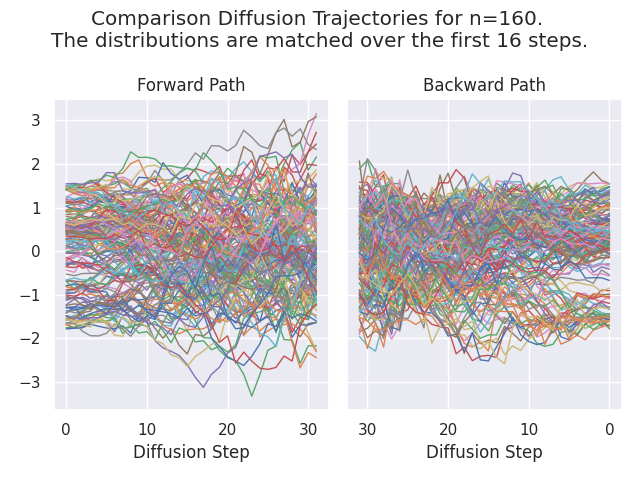 Comparison Diffusion Trajectories for n=160.
The distributions are matched over the first 16 steps.
Forward Path
Backward Path
3
2
1
0
−1
−2
−3
0 10 20 30
30 20 10 0
Diffusion Step
Diffusion Step